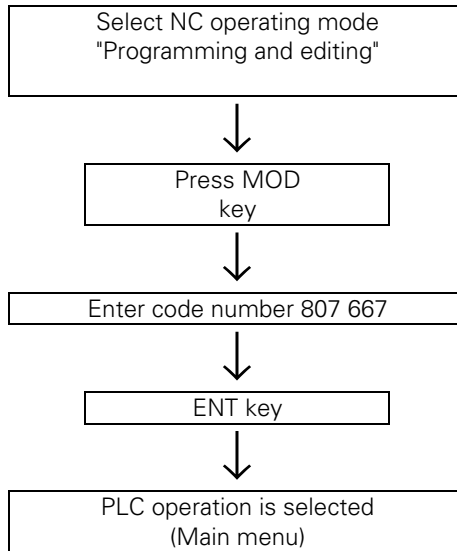 Select NC operating mode
"Programming and editing"
Press MOD
key
Enter code number 807 667
ENT key
PLC operation is selected
(Main menu)